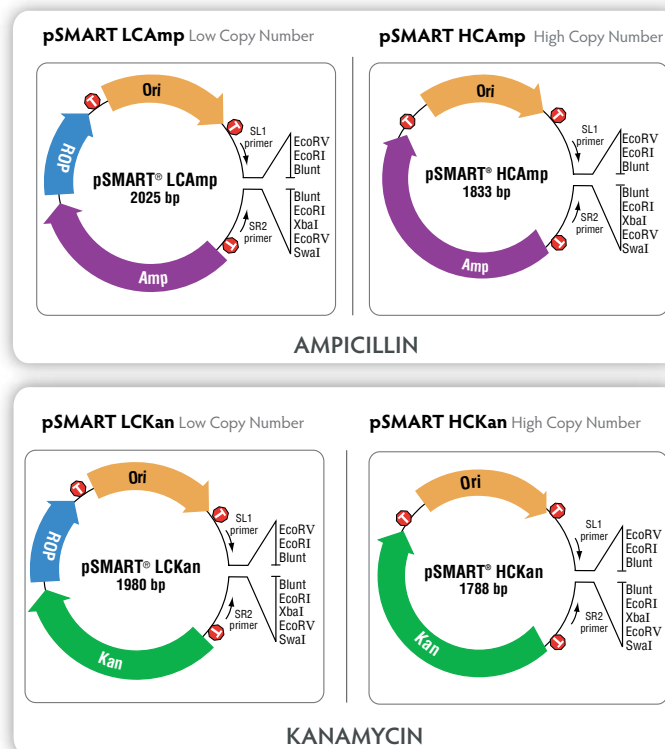 pSMART LCAmp Low Copy Number
T
Ori
T
ROP
SL1
primer
EcoRV
EcoRI
Blunt
pSMART® LCAmp
2025 bp
Blunt
EcoRI
XbaI
EcoRV
SwaI
SR2
primer
T
Amp
pSMART HCAmp High Copy Number
T
Ori
T
SL1
primer
EcoRV
EcoRI
Blunt
pSMART® HCAmp
1833 bp
Blunt
EcoRI
XbaI
EcoRV
SwaI
SR2
primer
T
Amp
AMPICILLIN
pSMART LCKan Low Copy Number
T
Ori
T
ROP
SL1
primer
EcoRV
EcoRI
Blunt
pSMART® LCKan
1980 bp
Blunt
EcoRI
XbaI
EcoRV
SwaI
SR2
primer
T
Kan
pSMART HCKan High Copy Number
T
Ori
T
SL1
primer
EcoRV
EcoRI
Blunt
pSMART® HCKan
1788 bp
Blunt
EcoRI
XbaI
EcoRV
SwaI
SR2
primer
T
Kan
KANAMYCIN